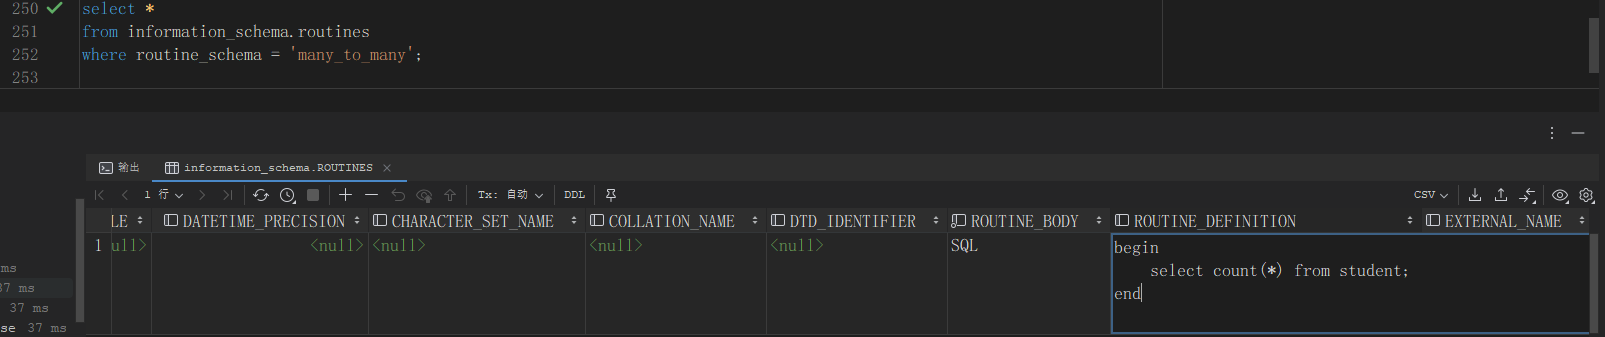 250 select *
251 from information_schema.routines
252 where routine_schema = 'many_to_many';
253
输出 information_schema.ROUTINES
1 行 Tx: 自动 DDL CSV
LE DATETIME_PRECISION CHARACTER_SET_NAME COLLATION_NAME DTD_IDENTIFIER ROUTINE_BODY ROUTINE_DEFINITION EXTERNAL_NAME
1 ull> <null> <null> <null> <null> SQL begin
select count(*) from student;
end
ms
37 ms
37 ms
se 37 ms